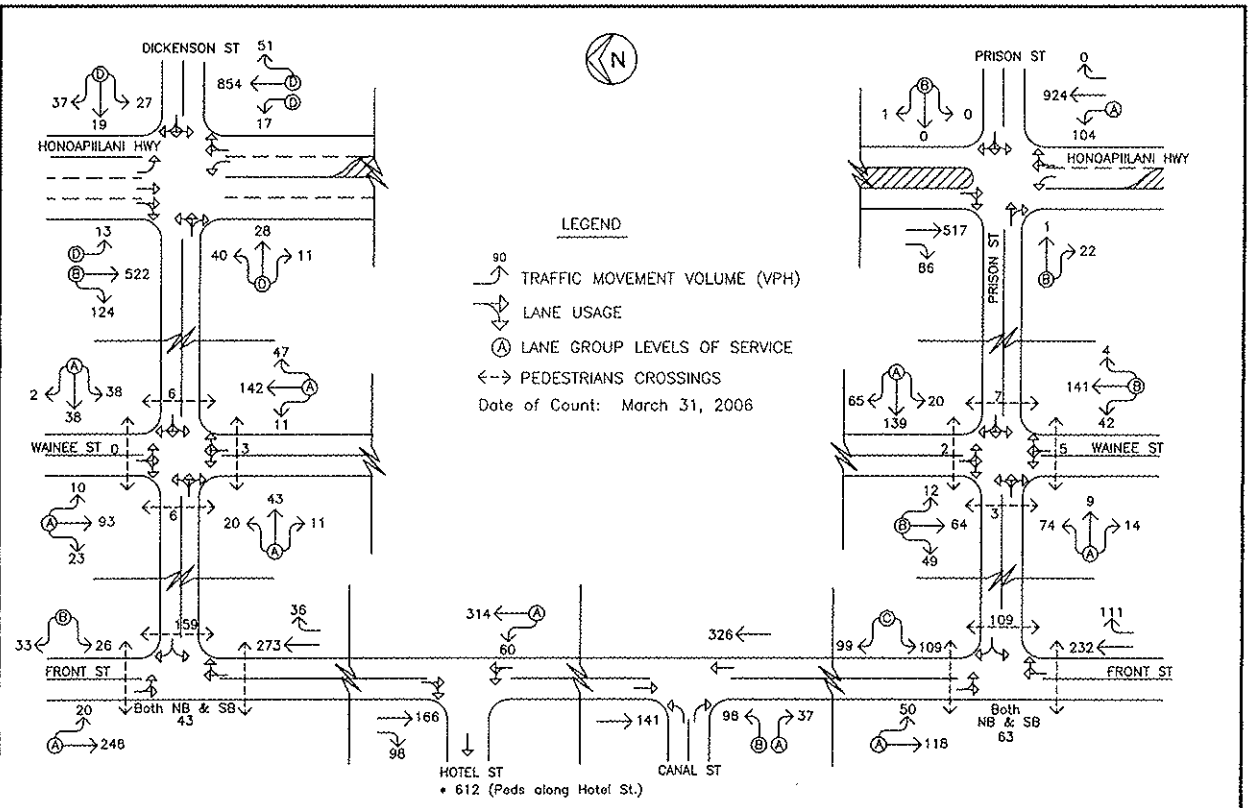 DICKENSON ST
51
854 D
D
17
D
37
27
19
HONOAPIILANI HWY
13
D
B 522
124
28
40
11
D
N
PRISON ST
0
924
A
104
B
1
0
0
HONOAPIILANI HWY
517
86
PRISON ST
1
22
B
LEGEND
90
TRAFFIC MOVEMENT VOLUME (VPH)
LANE USAGE
A LANE GROUP LEVELS OF SERVICE
PEDESTRIANS CROSSINGS
Date of Count: March 31, 2006
A
2
38
38
6
47
142 A
11
WAINEE ST 0
3
10
A 93
23
6
43
20
11
A
A
65
20
139
7
4
141 B
42
2
5
WAINEE ST
12
B 64
49
3
9
74
14
A
B
33
26
159
36
273
FRONT ST
Both NB & SB
43
20
A 248
314 A
60
326
C
99
109
109
111
232
FRONT ST
166
98
141
98
37
B A
50
A 118
Both
NB & SB
63
HOTEL ST
• 612 (Peds along Hotel St.)
CANAL ST